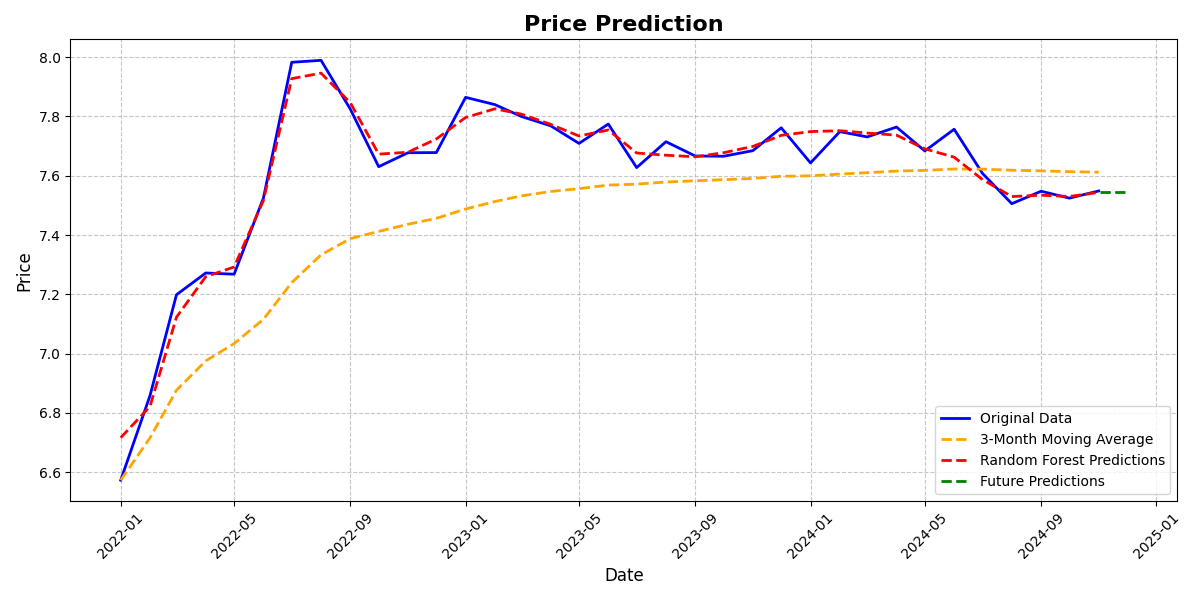 Price Prediction
8.0
7.8
7.6
7.4
7.2
7.0
6.8
6.6
Price
Original Data
3-Month Moving Average
Random Forest Predictions
Future Predictions
2022-01
2022-05
2022-09
2023-01
2023-05
2023-09
2024-01
2024-05
2024-09
2025-01
Date